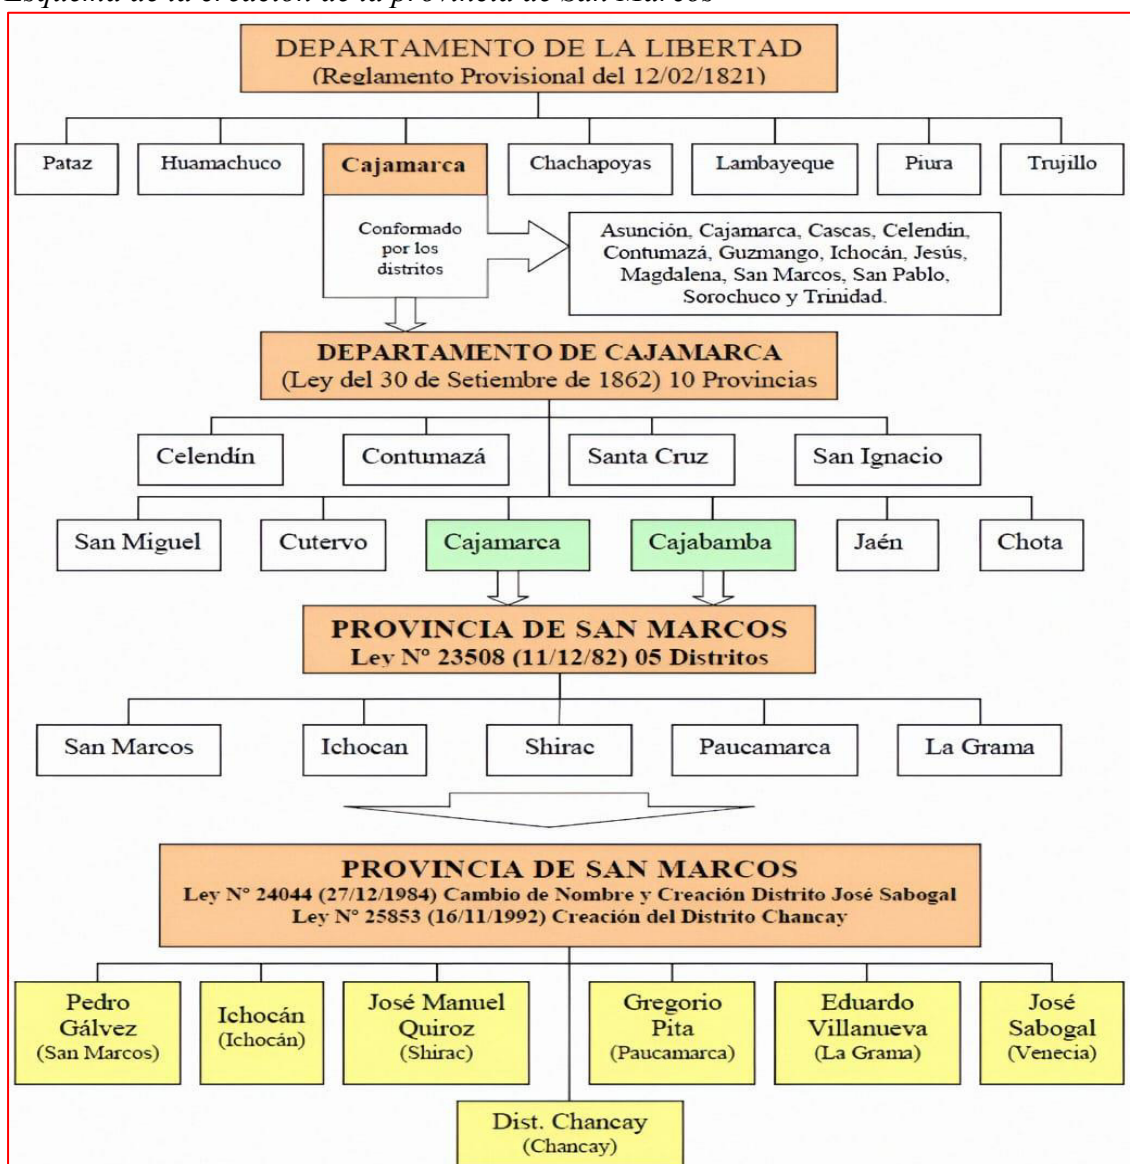 Esquema de la creación de la provincia de San Marcos
DEPARTAMENTO DE LA LIBERTAD
(Reglamento Provisional del 12/02/1821)
Pataz
Huamachuco
Cajamarca
Chachapoyas
Lambayeque
Piura
Trujillo
Conformado
por los
distritos
Asunción, Cajamarca, Cascas, Celendin,
Contumazá, Guzmango, Ichocán, Jesús,
Magdalena, San Marcos, San Pablo,
Sorochuco y Trinidad.
DEPARTAMENTO DE CAJAMARCA
(Ley del 30 de Setiembre de 1862) 10 Provincias
Celendín
Contumazá
Santa Cruz
San Ignacio
San Miguel
Cutervo
Cajamarca
Cajabamba
Jaén
Chota
PROVINCIA DE SAN MARCOS
Ley Nº 23508 (11/12/82) 05 Distritos
San Marcos
Ichocan
Shirac
Paucamarca
La Grama
PROVINCIA DE SAN MARCOS
Ley Nº 24044 (27/12/1984) Cambio de Nombre y Creación Distrito José Sabogal
Ley Nº 25853 (16/11/1992) Creación del Distrito Chancay
Pedro
Gálvez
(San Marcos)
Ichocán
(Ichocán)
José Manuel
Quiroz
(Shirac)
Gregorio
Pita
(Paucamarca)
Eduardo
Villanueva
(La Grama)
José
Sabogal
(Venecia)
Dist. Chancay
(Chancay)